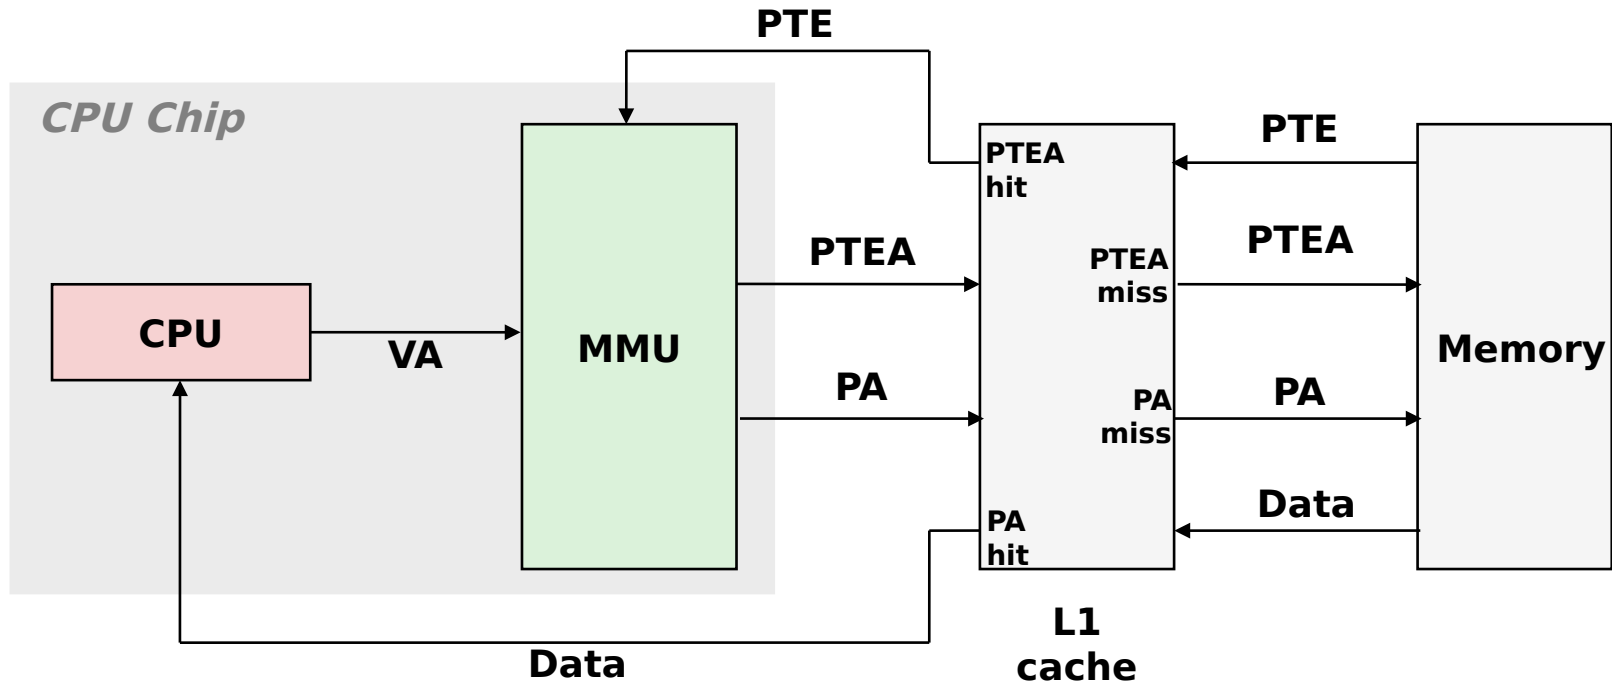 PTE
CPU Chip
PTEA
hit
PTE
PTEA
PTEA
PTEA
miss
CPU
VA
MMU
Memory
PA
PA
miss
PA
PA
hit
Data
Data
L1
cache